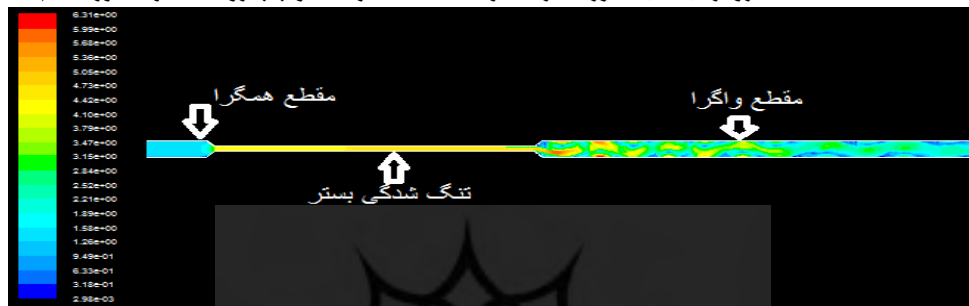 6.31e+00
5.99e+00
5.68e+00
5.36e+00
5.05e+00
4.73e+00
4.42e+00
4.10e+00
3.79e+00
3.47e+00
3.15e+00
2.84e+00
2.52e+00
2.21e+00
1.89e+00
1.58e+00
1.26e+00
9.49e-01
6.33e-01
3.18e-01
2.98e-03
مقطع همگرا
مقطع واگرا
تنگ شدگی بستر